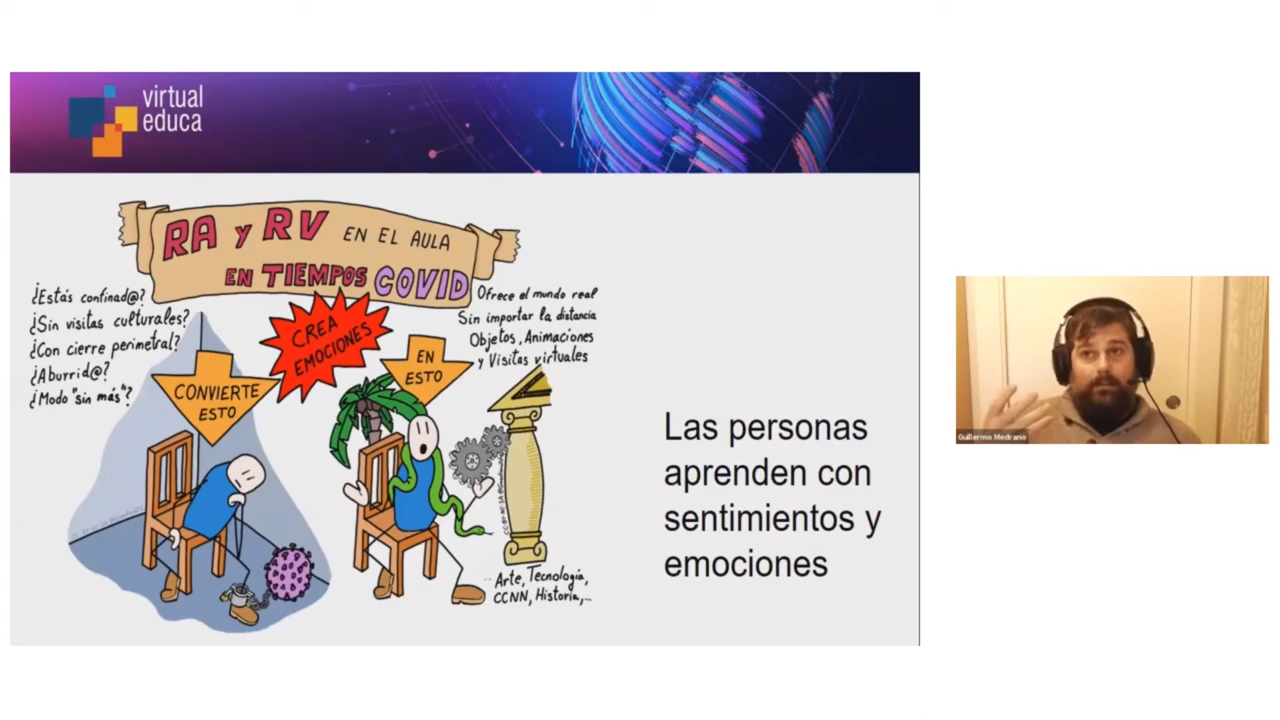 virtual
educa
RA y RV EN EL AULA
EN TIEMPOS COVID
¿Estás confinad@?
¿Sin visitas culturales?
¿Con cierre perimetral?
¿Aburrid@?
¿Modo "sin más"?
CREA
EMOCIONES
Ofrece el mundo real
Sin importar la distancia
Objetos, Animaciones
y Visitas virtuales
CONVIERTE
ESTO
EN
ESTO
Arte, Tecnología,
CCNN, Historia,...
Las personas
aprenden con
sentimientos y
emociones
Guillermo Medrano